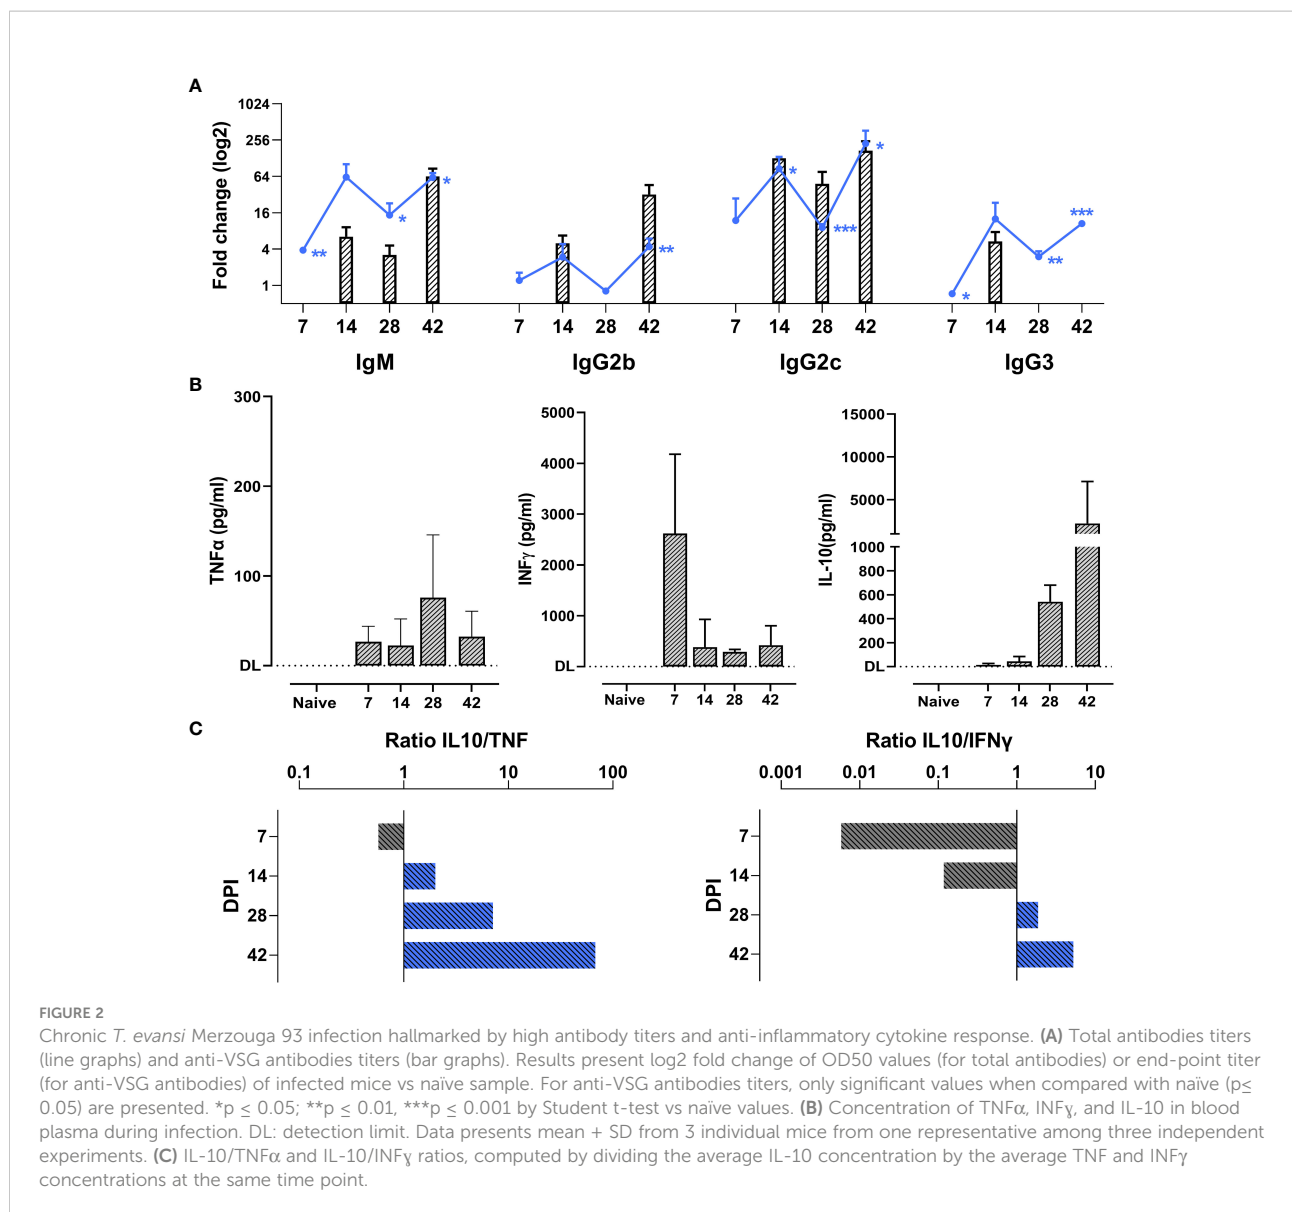 A
Fold change (log2)
1024
256
64
16
4
1
7 14 28 42 7 14 28 42 7 14 28 42 7 14 28 42
** * * ** * *** * * ** ***
IgM IgG2b IgG2c IgG3
B
TNFα (pg/ml)
300
200
100
DL
Naive 7 14 28 42
INFγ (pg/ml)
5000
4000
3000
2000
1000
DL
Naive 7 14 28 42
IL-10(pg/ml)
15000
10000
5000
1000
800
600
400
200
DL
Naive 7 14 28 42
C
Ratio IL10/TNF
0.1 1 10 100
DPI
7
14
28
42
Ratio IL10/IFNγ
0.001 0.01 0.1 1 10
DPI
7
14
28
42
FIGURE 2
Chronic T. evansi Merzouga 93 infection hallmarked by high antibody titers and anti-inflammatory cytokine response. (A) Total antibodies titers
(line graphs) and anti-VSG antibodies titers (bar graphs). Results present log2 fold change of OD50 values (for total antibodies) or end-point titer
(for anti-VSG antibodies) of infected mice vs naïve sample. For anti-VSG antibodies titers, only significant values when compared with naïve (p≤
0.05) are presented. *p ≤ 0.05; **p ≤ 0.01, ***p ≤ 0.001 by Student t-test vs naïve values. (B) Concentration of TNFα, INFɣ, and IL-10 in blood
plasma during infection. DL: detection limit. Data presents mean + SD from 3 individual mice from one representative among three independent
experiments. (C) IL-10/TNFα and IL-10/INFɣ ratios, computed by dividing the average IL-10 concentration by the average TNF and INFγ
concentrations at the same time point.